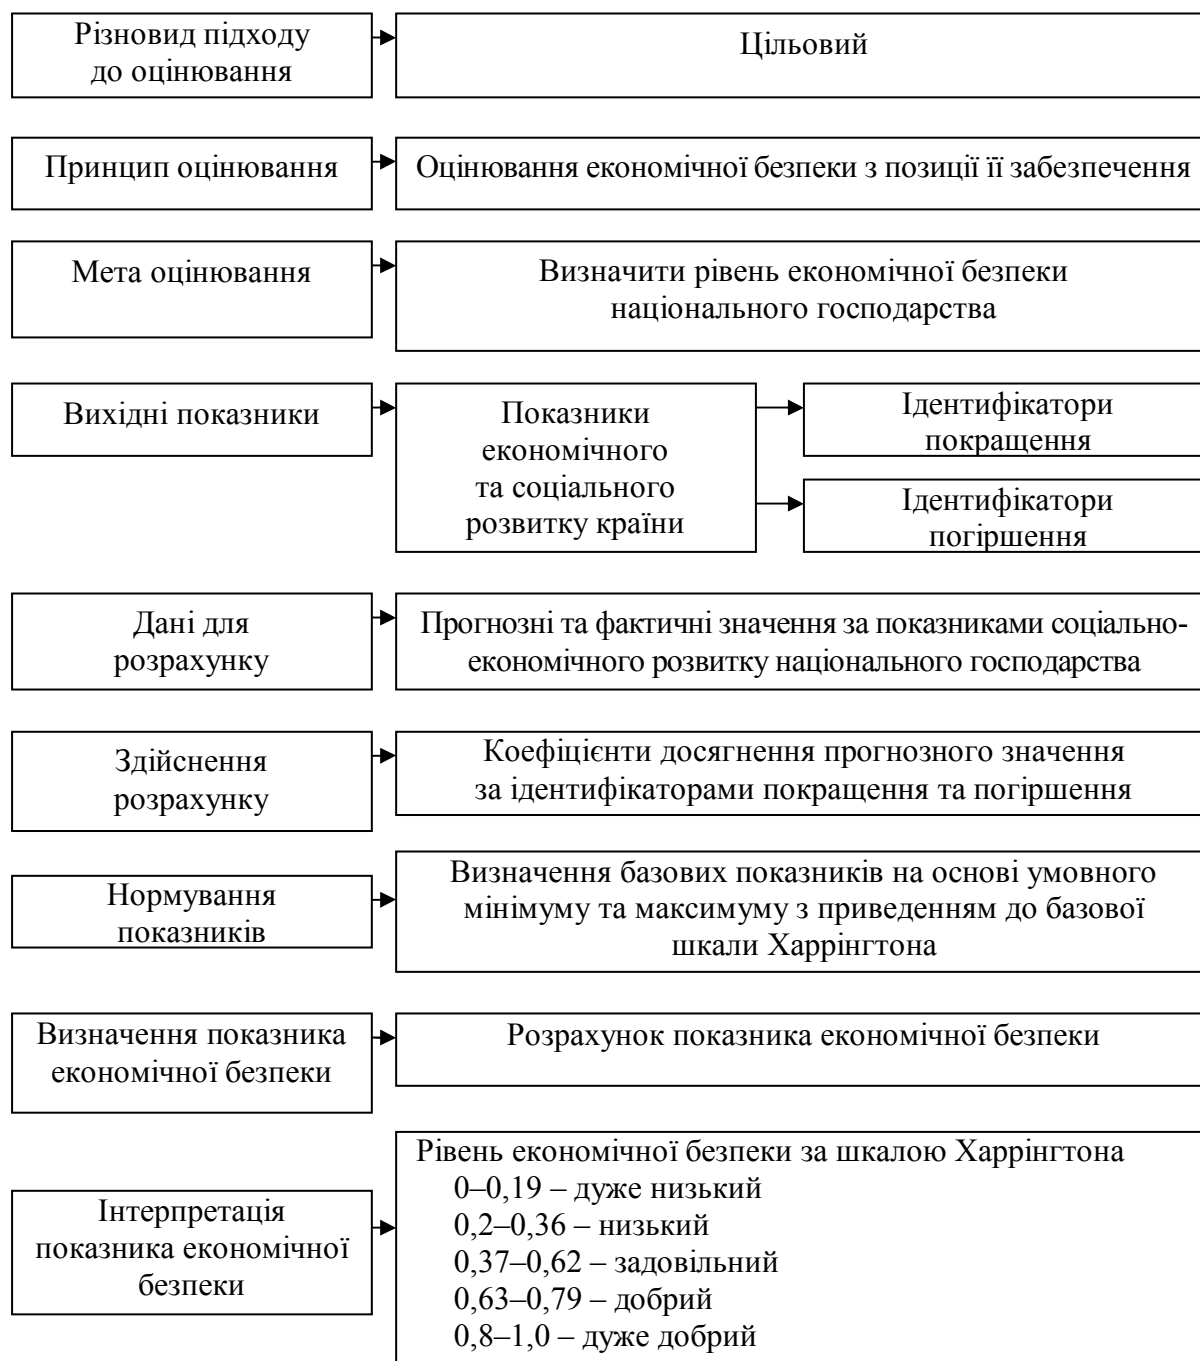 Різновид підходу
до оцінювання
Цільовий
Принцип оцінювання
Оцінювання економічної безпеки з позиції її забезпечення
Мета оцінювання
Визначити рівень економічної безпеки
національного господарства
Вихідні показники
Показники
економічного
та соціального
розвитку країни
Ідентифікатори
покращення
Ідентифікатори
погіршення
Дані для
розрахунку
Прогнозні та фактичні значення за показниками соціально-
економічного розвитку національного господарства
Здійснення
розрахунку
Коефіцієнти досягнення прогнозного значення
за ідентифікаторами покращення та погіршення
Нормування
показників
Визначення базових показників на основі умовного
мінімуму та максимуму з приведенням до базової
шкали Харрінгтона
Визначення показника
економічної безпеки
Розрахунок показника економічної безпеки
Інтерпретація
показника економічної
безпеки
Рівень економічної безпеки за шкалою Харрінгтона
0–0,19 – дуже низький
0,2–0,36 – низький
0,37–0,62 – задовільний
0,63–0,79 – добрий
0,8–1,0 – дуже добрий